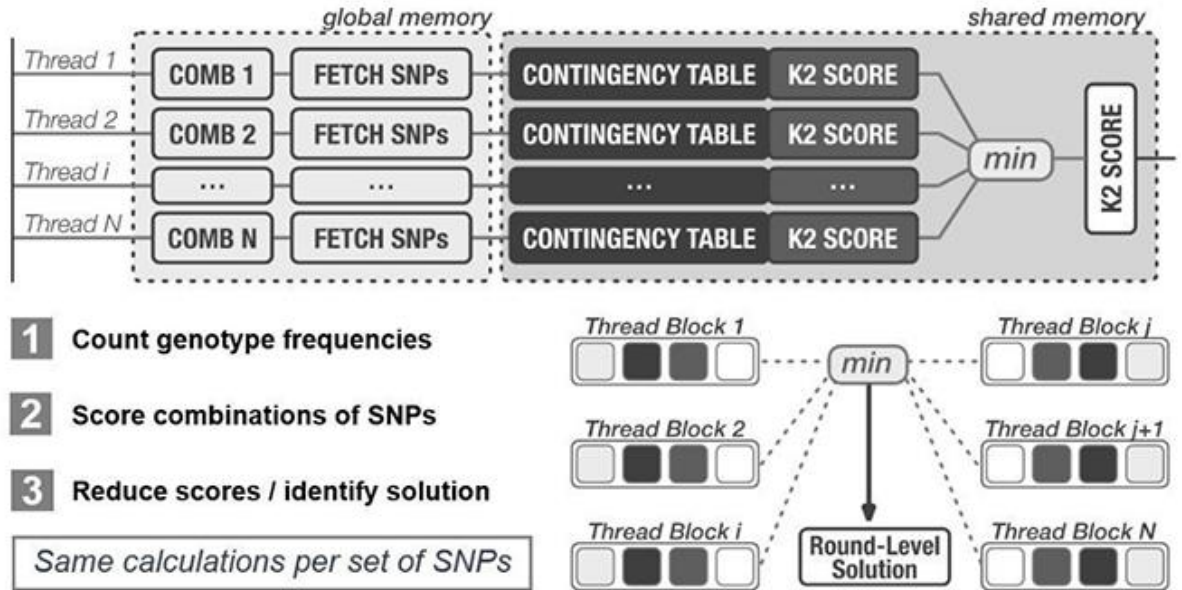 global memory
shared memory
Thread 1
COMB 1
FETCH SNPs
CONTINGENCY TABLE
K2 SCORE
Thread 2
COMB 2
FETCH SNPs
CONTINGENCY TABLE
K2 SCORE
Thread i
...
...
...
...
Thread N
COMB N
FETCH SNPs
CONTINGENCY TABLE
K2 SCORE
min
K2 SCORE
1 Count genotype frequencies
2 Score combinations of SNPs
3 Reduce scores / identify solution
Same calculations per set of SNPs
Thread Block 1
Thread Block 2
Thread Block i
min
Round-Level
Solution
Thread Block j
Thread Block j+1
Thread Block N